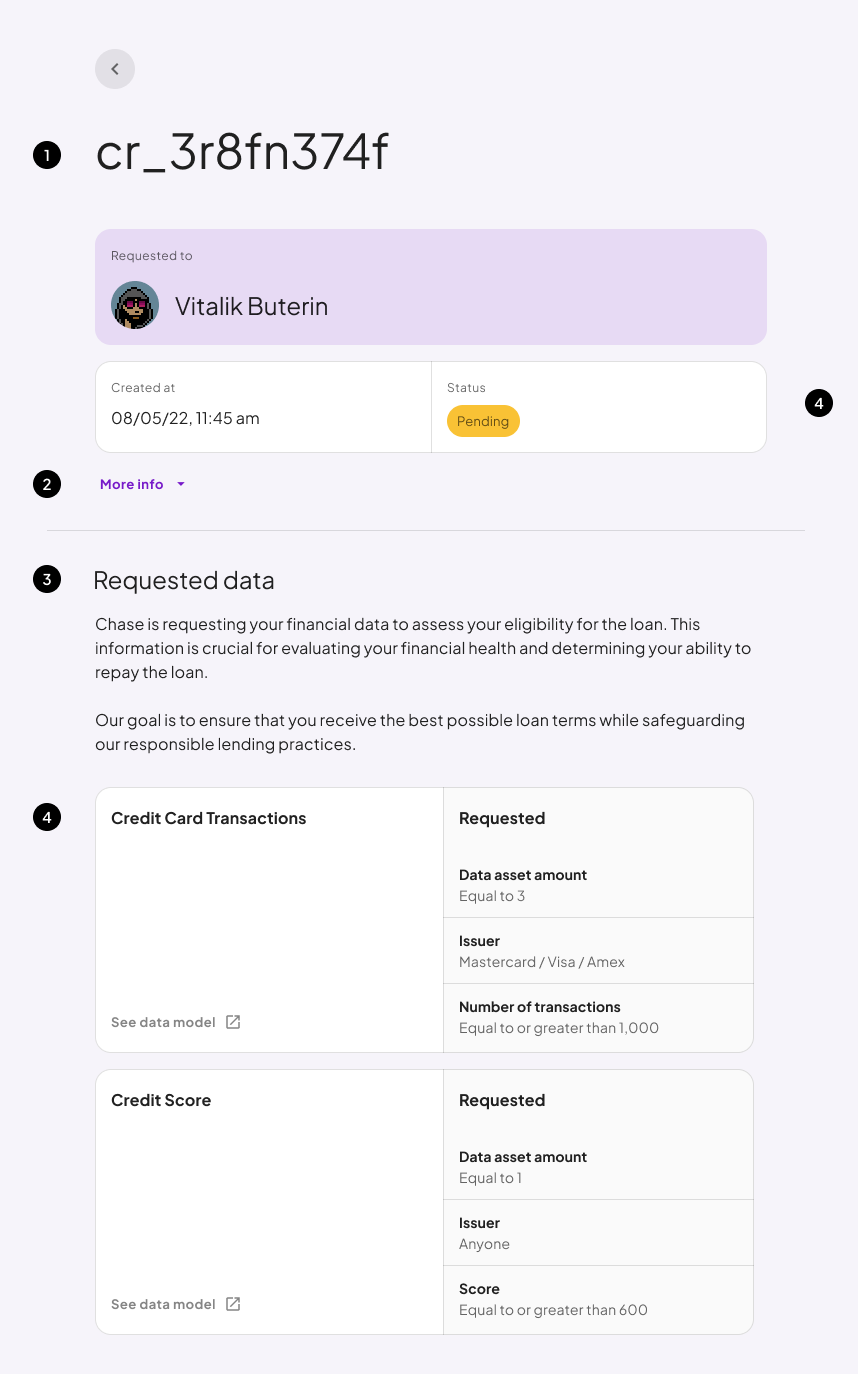 1
cr_3r8fn374f
Requested to
Vitalik Buterin
Created at
08/05/22, 11:45 am
Status
Pending
4
2
More info
3
Requested data
Chase is requesting your financial data to assess your eligibility for the loan. This
information is crucial for evaluating your financial health and determining your ability to
repay the loan.
Our goal is to ensure that you receive the best possible loan terms while safeguarding
our responsible lending practices.
4
Credit Card Transactions
See data model
Requested
Data asset amount
Equal to 3
Issuer
Mastercard / Visa / Amex
Number of transactions
Equal to or greater than 1,000
Credit Score
See data model
Requested
Data asset amount
Equal to 1
Issuer
Anyone
Score
Equal to or greater than 600